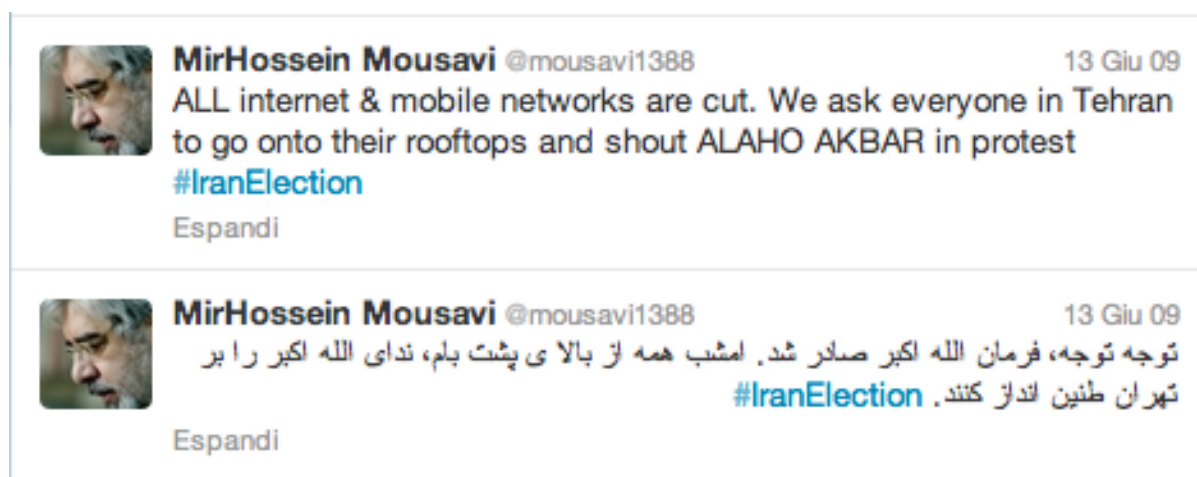 MirHossein Mousavi @mousavi1388 13 Giu 09
ALL internet & mobile networks are cut. We ask everyone in Tehran
to go onto their rooftops and shout ALAHO AKBAR in protest
#IranElection
Espandi
MirHossein Mousavi @mousavi1388 13 Giu 09
توجه توجه، فرمان الله اکبر صادر شد. امشب همه از بالا ی پشت بام، ندای الله اکبر را بر
تهران طنین انداز کنند. #IranElection
Espandi